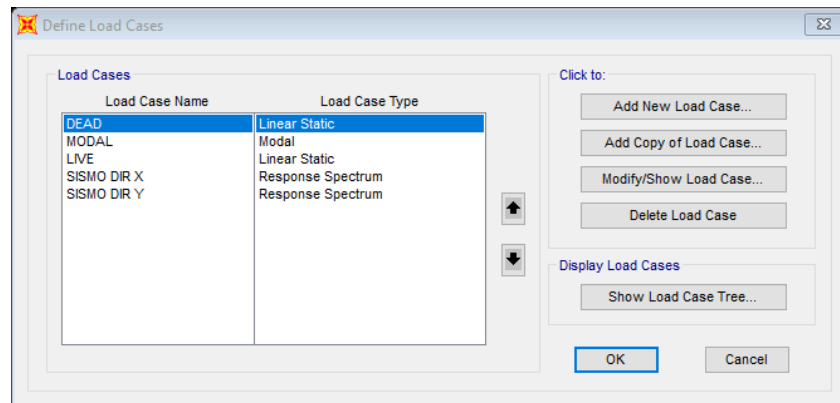 Define Load Cases
Load Cases
Load Case Name Load Case Type
DEAD Linear Static
MODAL Modal
LIVE Linear Static
SISMO DIR X Response Spectrum
SISMO DIR Y Response Spectrum
Click to:
Add New Load Case...
Add Copy of Load Case...
Modify/Show Load Case...
Delete Load Case
Display Load Cases
Show Load Case Tree...
OK Cancel